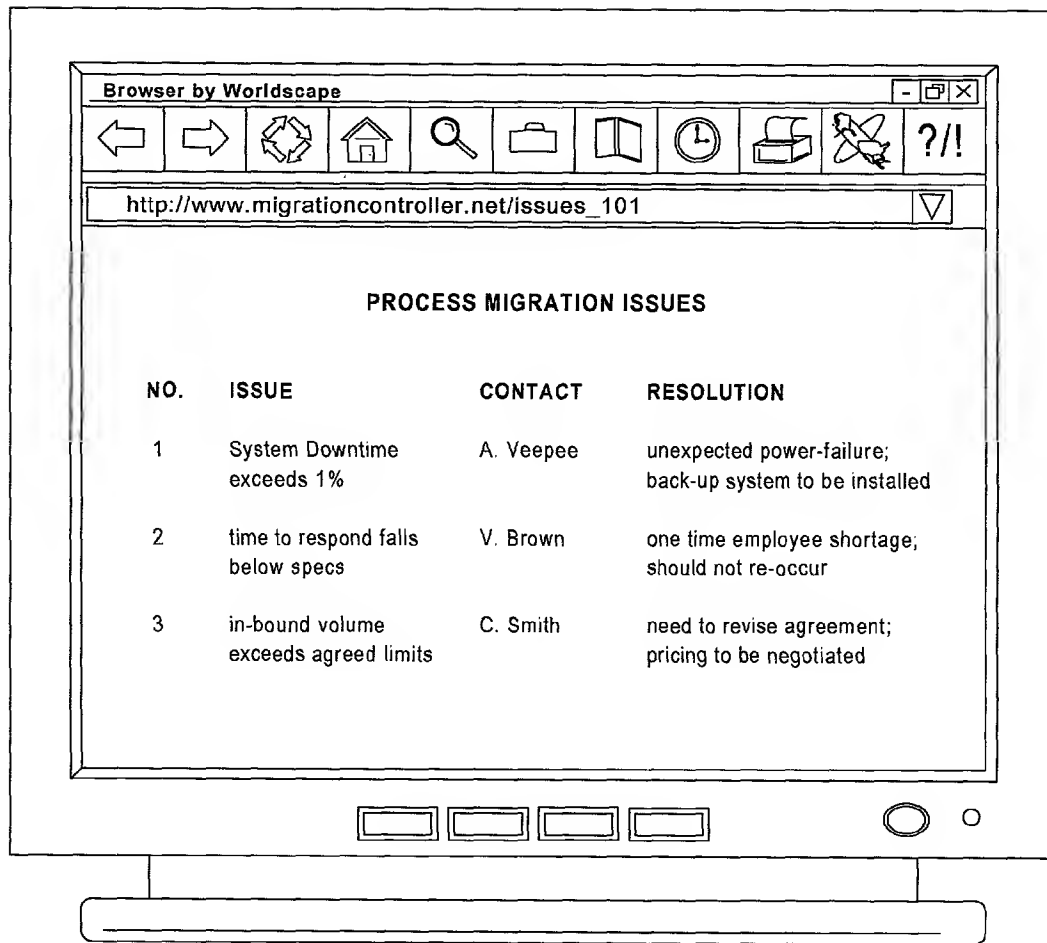 Browser by Worldscape
?/!
http://www.migrationcontroller.net/issues_101
PROCESS MIGRATION ISSUES
NO. ISSUE CONTACT RESOLUTION
1 System Downtime A. Veepee unexpected power-failure;
exceeds 1% back-up system to be installed
2 time to respond falls V. Brown one time employee shortage;
below specs should not re-occur
3 in-bound volume C. Smith need to revise agreement;
exceeds agreed limits pricing to be negotiated